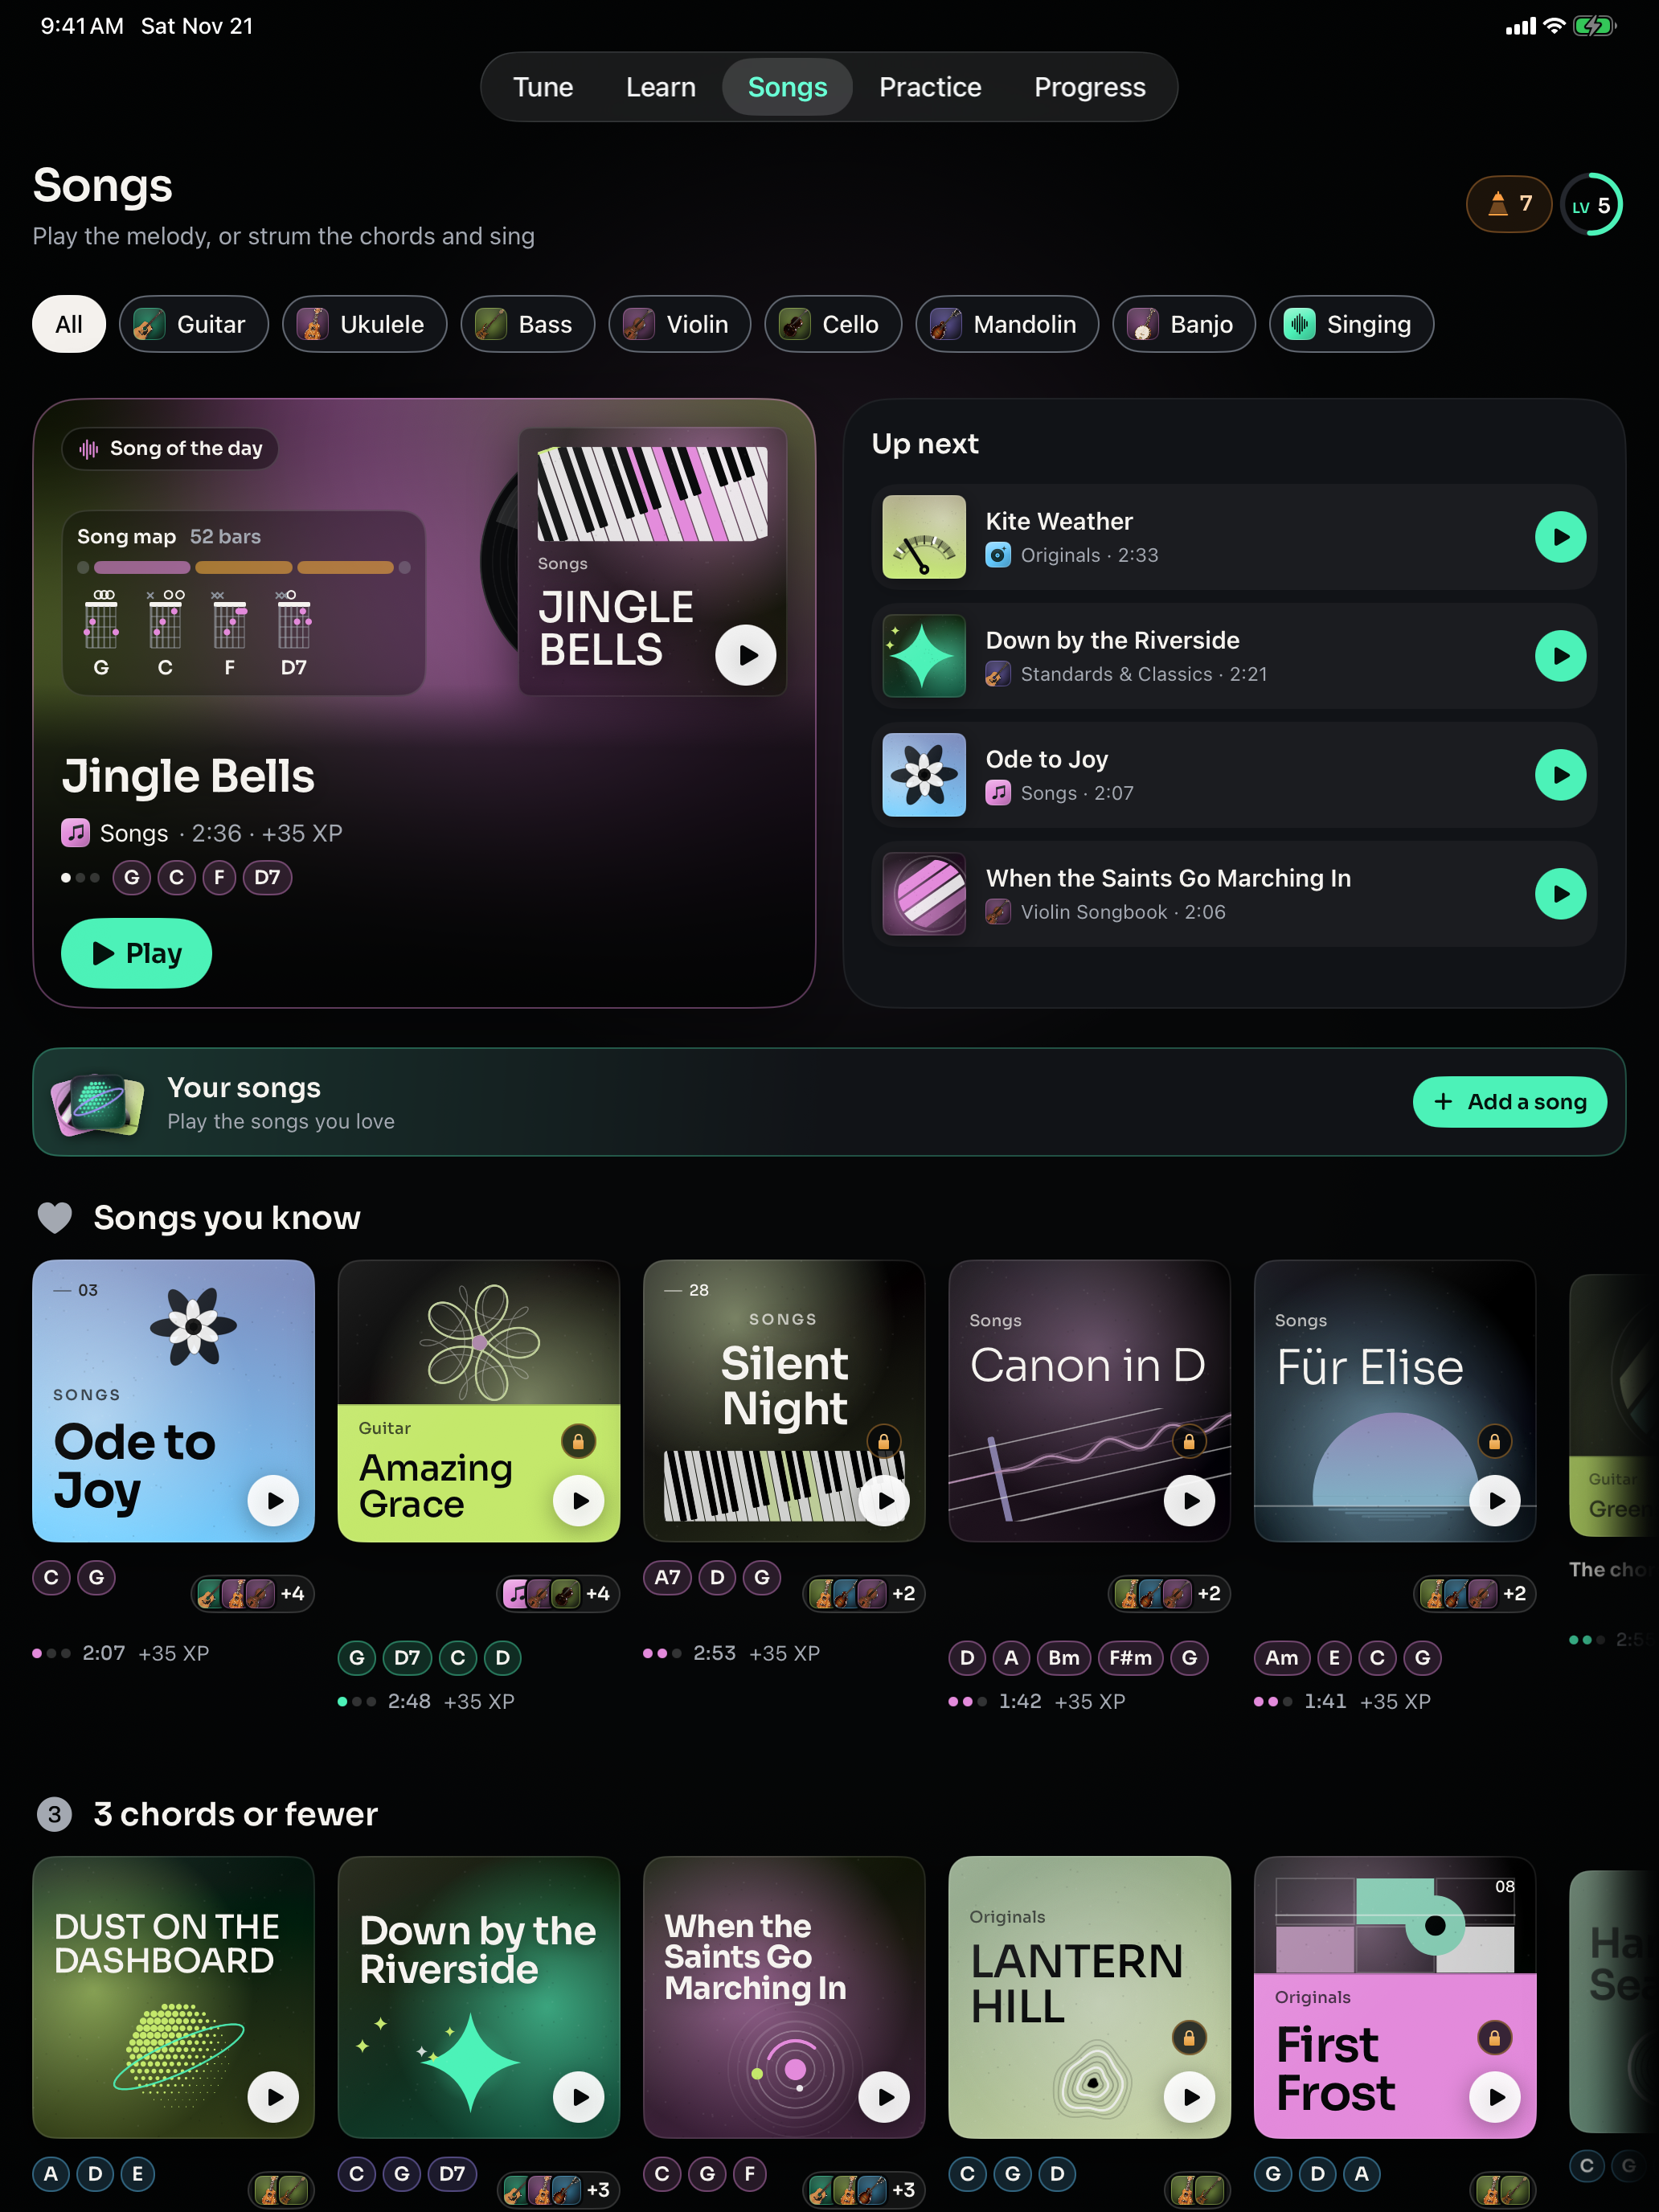 9:41 AM Sat Nov 21
Tune Learn Songs Practice Progress
Songs
Play the melody, or strum the chords and sing
7
LV 5
All Guitar Ukulele Bass Violin Cello Mandolin Banjo Singing
Song of the day
Song map 52 bars
G C F D7
Songs
JINGLE
BELLS
Jingle Bells
Songs · 2:36 · +35 XP
G C F D7
Play
Up next
Kite Weather
Originals · 2:33
Down by the Riverside
Standards & Classics · 2:21
Ode to Joy
Songs · 2:07
When the Saints Go Marching In
Violin Songbook · 2:06
Your songs
Play the songs you love
+ Add a song
Songs you know
03
SONGS
Ode to
Joy
C G
+4
2:07 +35 XP
Guitar
Amazing
Grace
+4
G D7 C D
2:48 +35 XP
28
SONGS
Silent
Night
A7 D G
+2
2:53 +35 XP
Songs
Canon in D
+2
D A Bm F#m G
1:42 +35 XP
Songs
Für Elise
+2
Am E C G
1:41 +35 XP
Guitar
The
3 3 chords or fewer
DUST ON THE
DASHBOARD
A D E
Down by the
Riverside
C G D7
+3
When the
Saints Go
Marching In
C G F
+3
Originals
LANTERN
HILL
C G D
08
Originals
First
Frost
G D A
C G